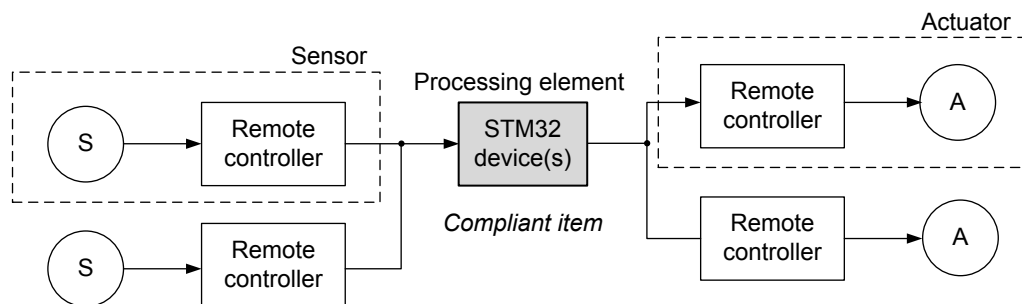 Sensor
S
Remote
controller
S
Remote
controller
Processing element
STM32
device(s)
Compliant item
Actuator
Remote
controller
A
Remote
controller
A